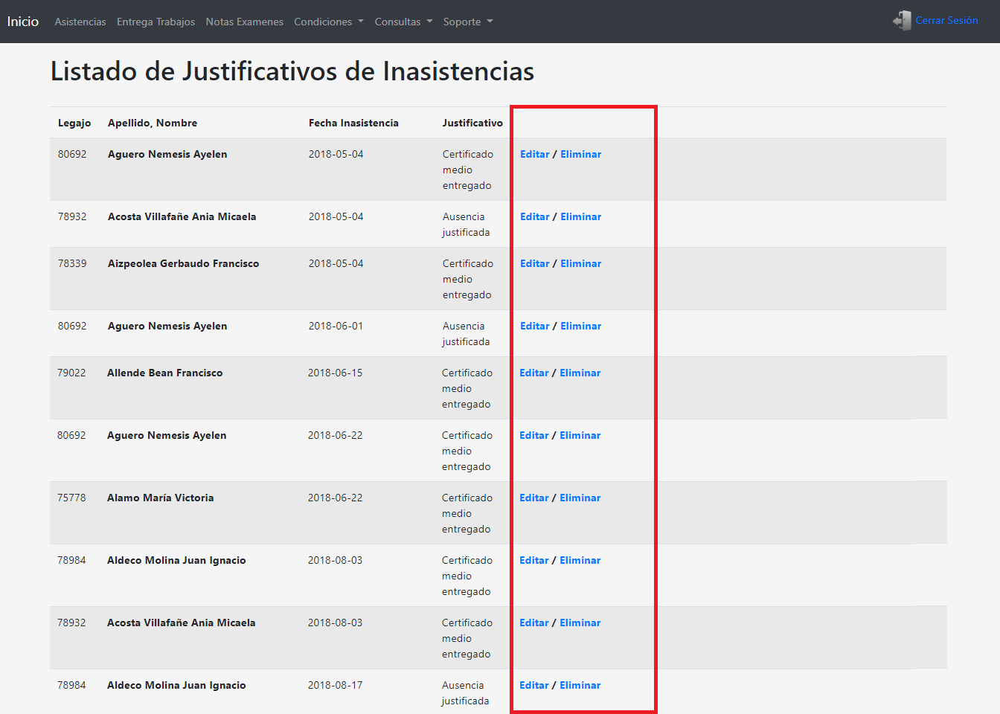 Inicio Asistencias Entrega Trabajos Notas Examenes Condiciones Consultas Soporte Cerrar Sesión
Listado de Justificativos de Inasistencias
Legajo Apellido, Nombre Fecha Inasistencia Justificativo
80692 Aguero Nemesis Ayelen 2018-05-04 Certificado Editar / Eliminar
medio
entregado
78932 Acosta Villafañe Ania Micaela 2018-05-04 Ausencia Editar / Eliminar
justificada
78339 Aizpeolea Gerbaudo Francisco 2018-05-04 Certificado Editar / Eliminar
medio
entregado
80692 Aguero Nemesis Ayelen 2018-06-01 Ausencia Editar / Eliminar
justificada
79022 Allende Bean Francisco 2018-06-15 Certificado Editar / Eliminar
medio
entregado
80692 Aguero Nemesis Ayelen 2018-06-22 Certificado Editar / Eliminar
medio
entregado
75778 Alamo María Victoria 2018-06-22 Certificado Editar / Eliminar
medio
entregado
78984 Aldeco Molina Juan Ignacio 2018-08-03 Certificado Editar / Eliminar
medio
entregado
78932 Acosta Villafañe Ania Micaela 2018-08-03 Certificado Editar / Eliminar
medio
entregado
78984 Aldeco Molina Juan Ignacio 2018-08-17 Ausencia Editar / Eliminar
justificada